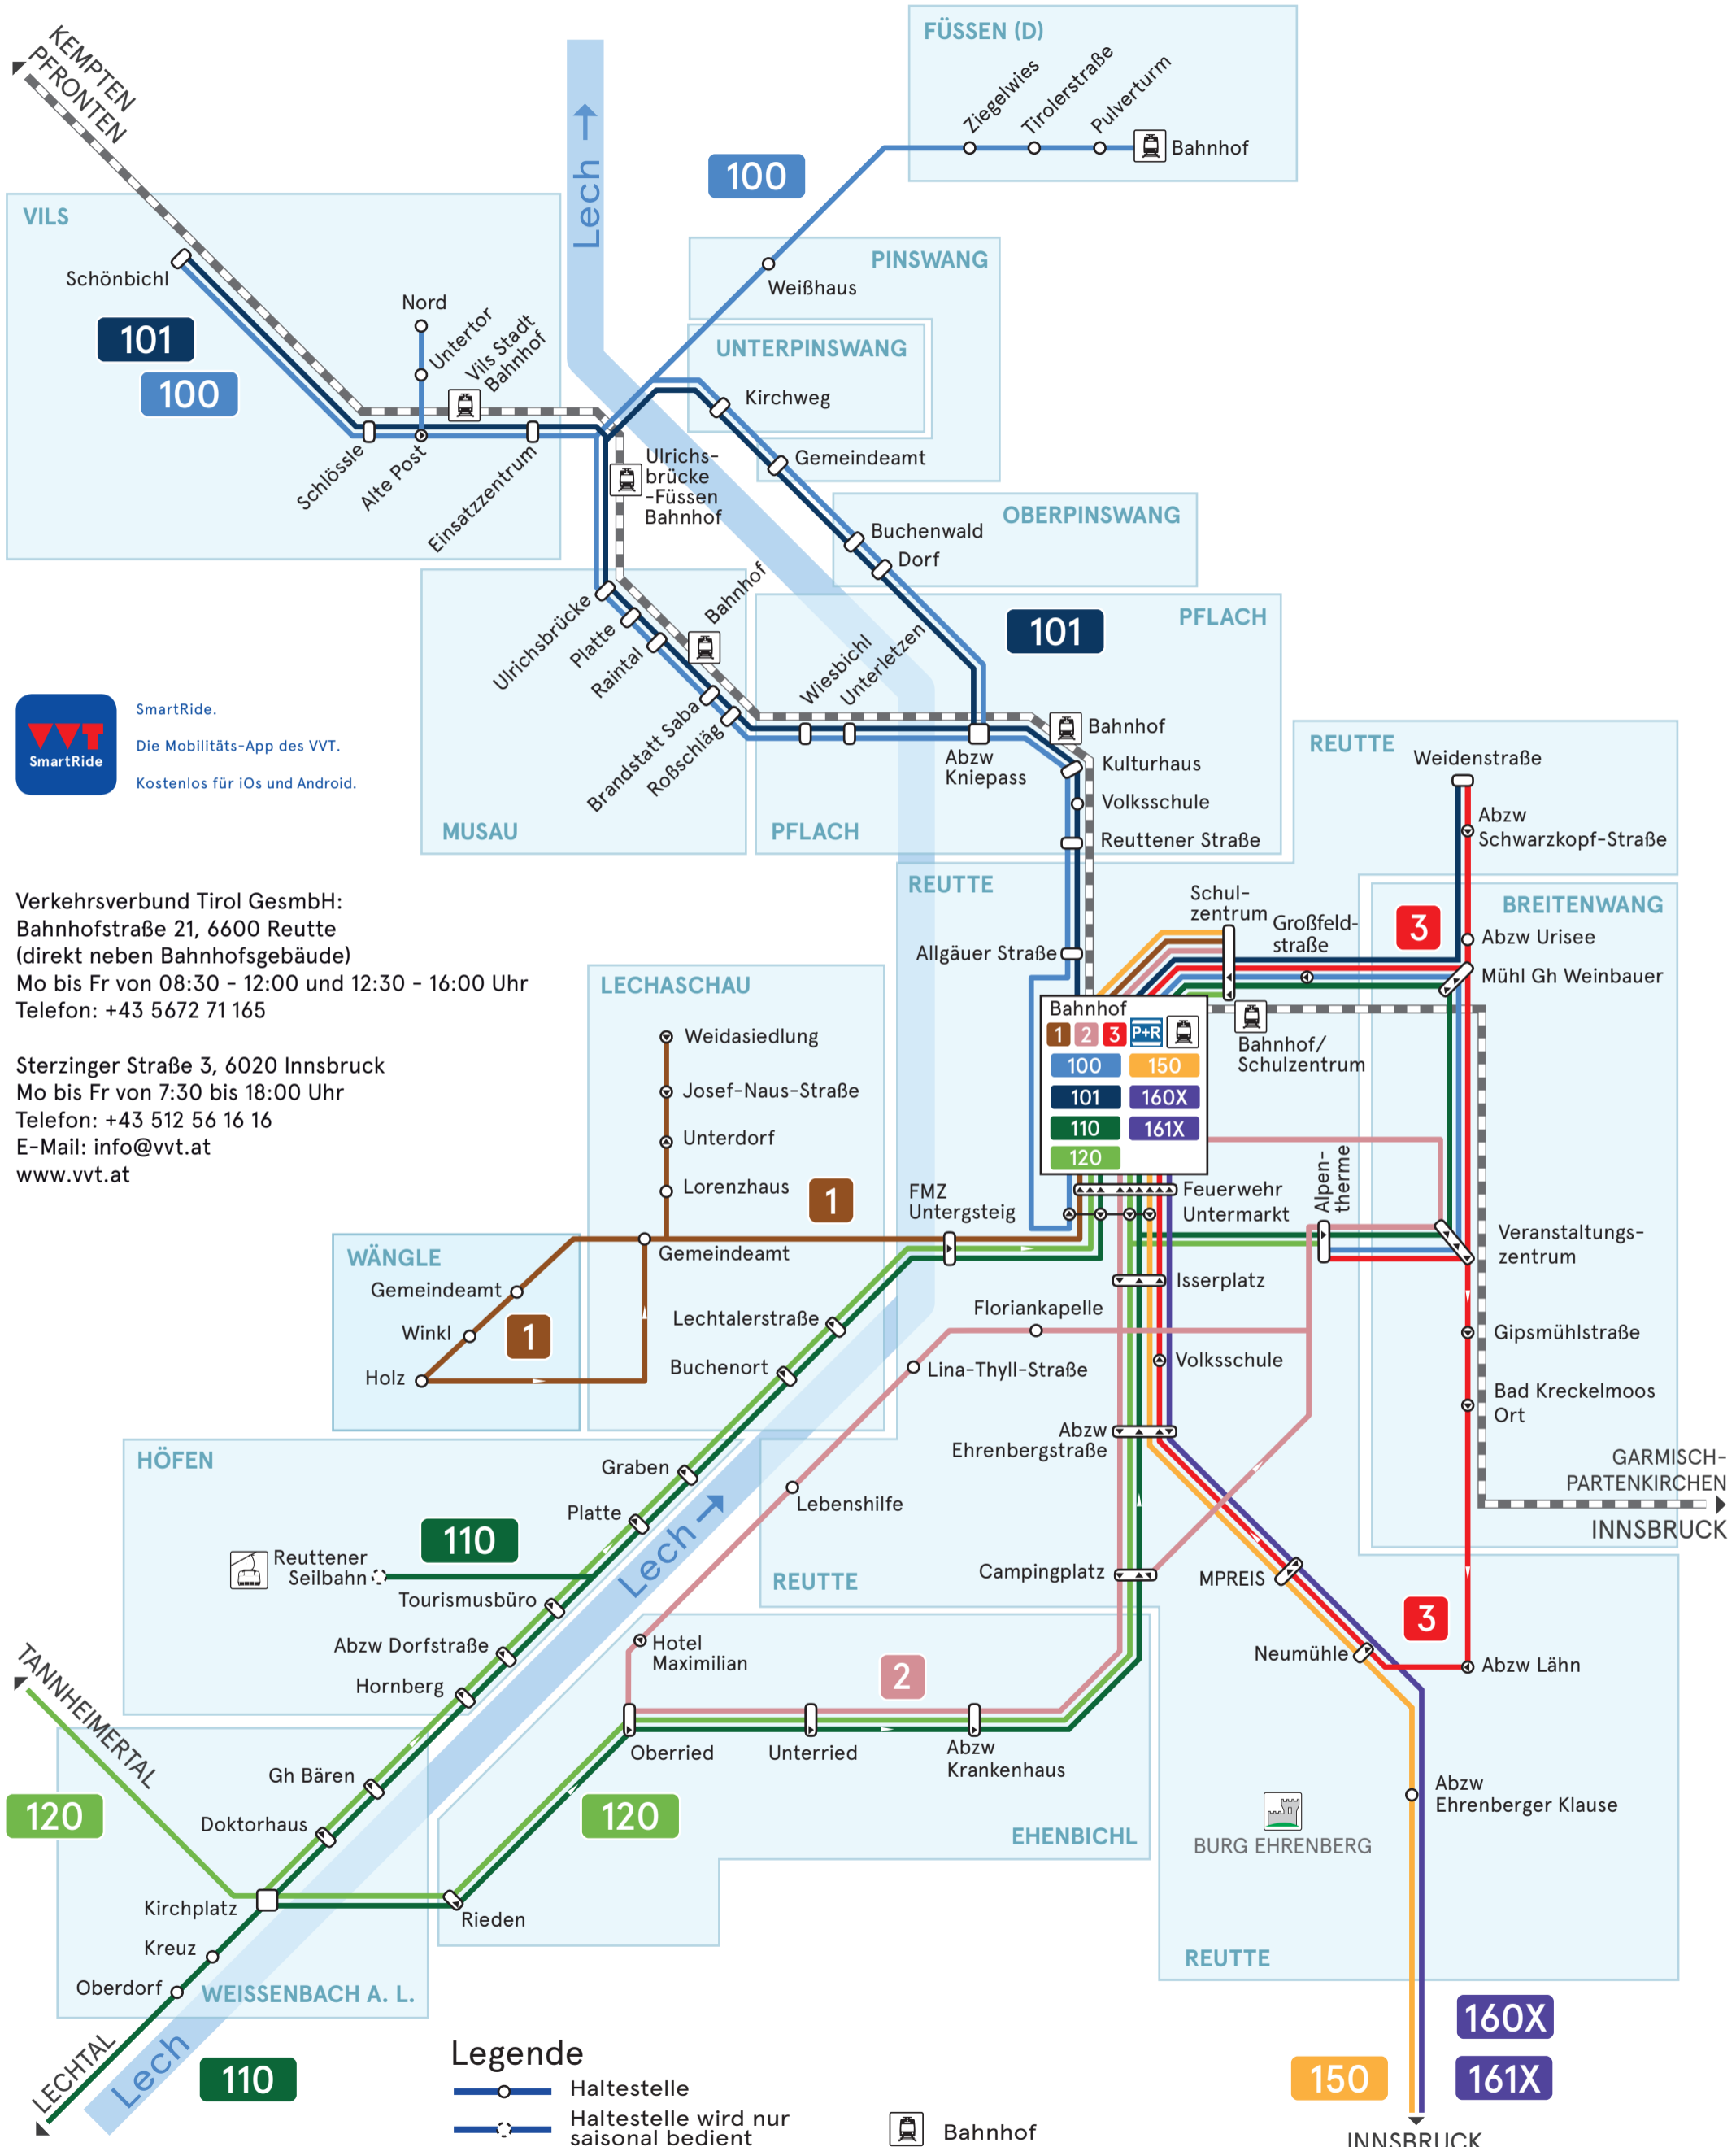 KEMPTEN
PFRONTEN
Lech
100
FÜSSEN (D)
Ziegelwies
Tirolerstraße
Pulverturm
Bahnhof
VILS
Schönbichl
101
100
Nord
Untertor
Vils Stadt
Bahnhof
Schlössle
Alte Post
Einsatzzentrum
PINSWANG
Weißhaus
UNTERPINSWANG
Kirchweg
Gemeindeamt
Ulrichs-
brücke
-Füssen
Bahnhof
OBERPINSWANG
Buchenwald
Dorf
Ulrichsbrücke
Platte
Raintal
Bahnhof
Brandstatt Saba
Roßschläg
MUSAU
Wiesbichl
Unterletzen
PFLACH
101
PFLACH
Abzw
Kniepass
Bahnhof
Kulturhaus
Volksschule
Reuttener Straße
VVT
SmartRide
SmartRide.
Die Mobilitäts-App des VVT.
Kostenlos für iOs und Android.
Verkehrsverbund Tirol GesmbH:
Bahnhofstraße 21, 6600 Reutte
(direkt neben Bahnhofsgebäude)
Mo bis Fr von 08:30 - 12:00 und 12:30 - 16:00 Uhr
Telefon: +43 5672 71 165
Sterzinger Straße 3, 6020 Innsbruck
Mo bis Fr von 7:30 bis 18:00 Uhr
Telefon: +43 512 56 16 16
E-Mail: info@vvt.at
www.vvt.at
REUTTE
Weidenstraße
Abzw
Schwarzkopf-Straße
BREITENWANG
3
Abzw Urisee
Mühl Gh Weinbauer
REUTTE
Schul-
zentrum
Großfeld-
straße
Allgäuer Straße
Bahnhof
1 2 3 P+R
100 150
101 160X
110 161X
120
Bahnhof/
Schulzentrum
LECHASCHAU
Weidasiedlung
Josef-Naus-Straße
Unterdorf
Lorenzhaus
1
Gemeindeamt
FMZ
Untergsteig
Feuerwehr
Untermarkt
Alpen-
therme
Veranstaltungs-
zentrum
WÄNGLE
Gemeindeamt
Winkl
1
Holz
Lechtalerstraße
Buchenort
Isserplatz
Floriankapelle
Lina-Thyll-Straße
Volksschule
Gipsmühlstraße
Bad Kreckelmoos
Ort
Abzw
Ehrenbergstraße
GARMISCH-
PARTENKIRCHEN
INNSBRUCK
HÖFEN
Graben
Platte
110
Reuttener
Seilbahn
Tourismusbüro
Abzw Dorfstraße
Hornberg
Lech
Lebenshilfe
REUTTE
Campingplatz
MPREIS
Neumühle
3
Abzw Lähn
Hotel
Maximilian
2
Oberried
Unterried
Abzw
Krankenhaus
TANNHEIMERTAL
120
Gh Bären
Doktorhaus
Kirchplatz
Kreuz
Oberdorf
WEISSENBACH A. L.
120
Rieden
EHENBICHL
Abzw
Ehrenberger Klause
BURG EHRENBERG
REUTTE
LECHTAL
Lech
110
160X
150
161X
INNSBRUCK
Legende
Haltestelle
Haltestelle wird nur
saisonal bedient
Bahnhof